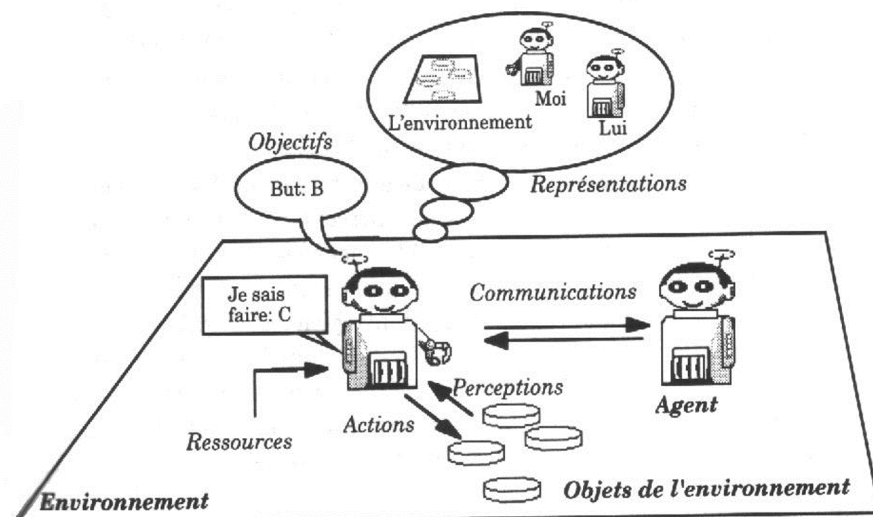 L'environnement
Moi
Lui
Objectifs
But: B
Représentations
Je sais
faire: C
Communications
Perceptions
Agent
Ressources
Actions
Environnement
Objets de l'environnement